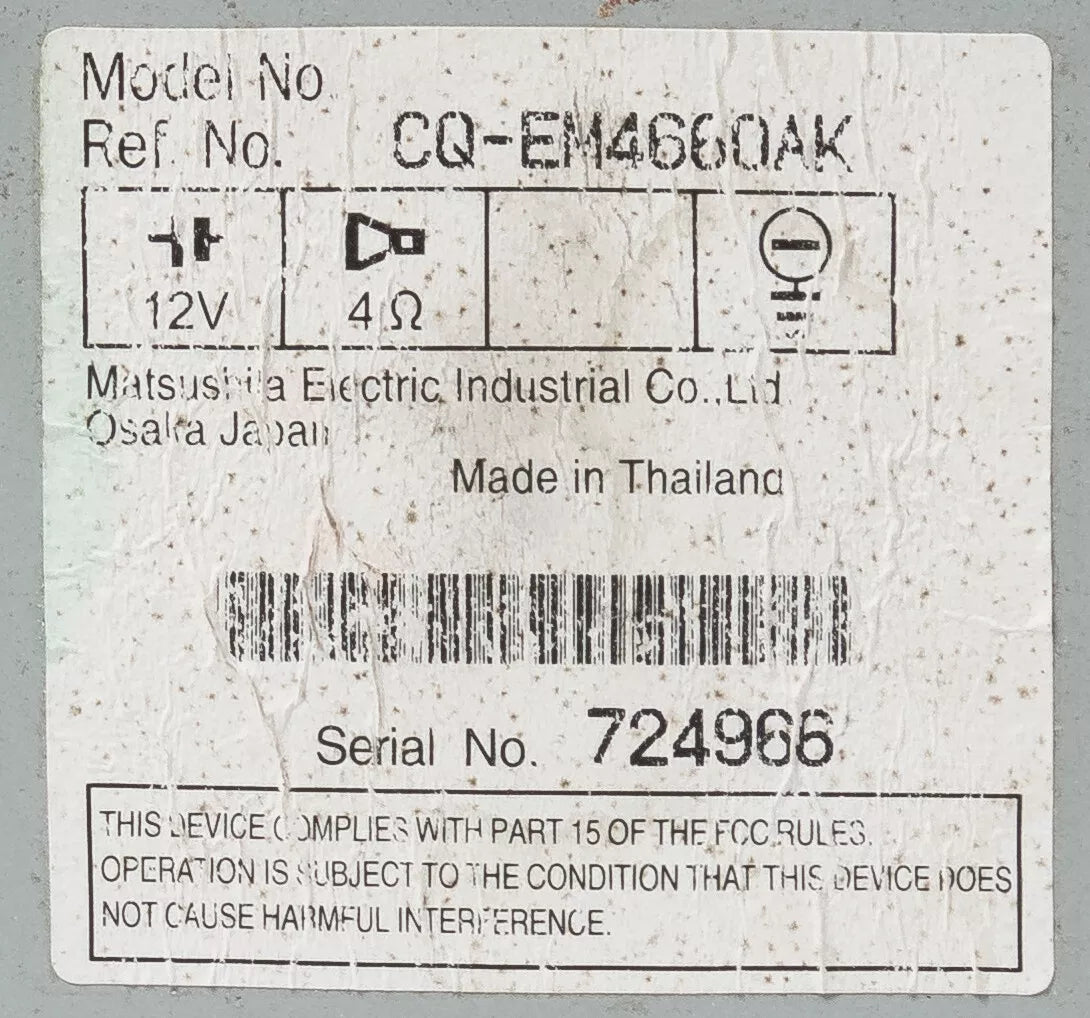 Model No
Ref. No. CQ-EM4660AK
12V
4 Ω
Matsushita Electric Industrial Co.,Ltd
Osaka Japan
Made in Thailand
Serial No. 724966
THIS DEVICE COMPLIES WITH PART 15 OF THE FCC RULES.
OPERATION IS SUBJECT TO THE CONDITION THAT THIS DEVICE DOES
NOT CAUSE HARMFUL INTERFERENCE.